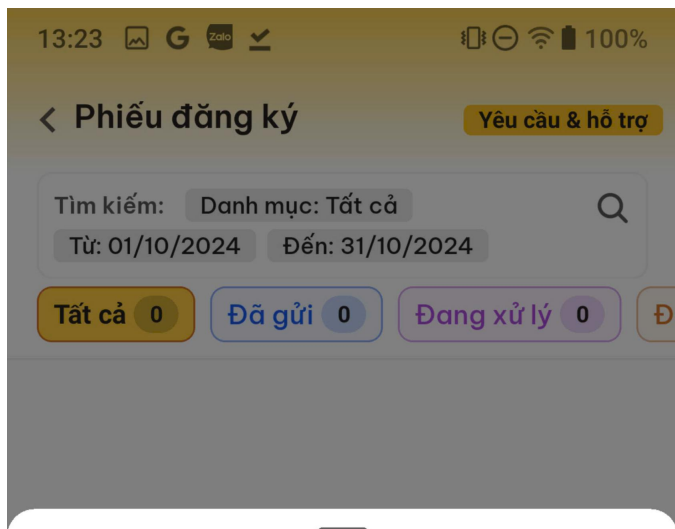 13:23 G Zalo 100%
Phiếu đăng ký
Yêu cầu & hỗ trợ
Tìm kiếm: Danh mục: Tất cả
Từ: 01/10/2024 Đến: 31/10/2024
Tất cả 0 Đã gửi 0 Đang xử lý 0 Đ